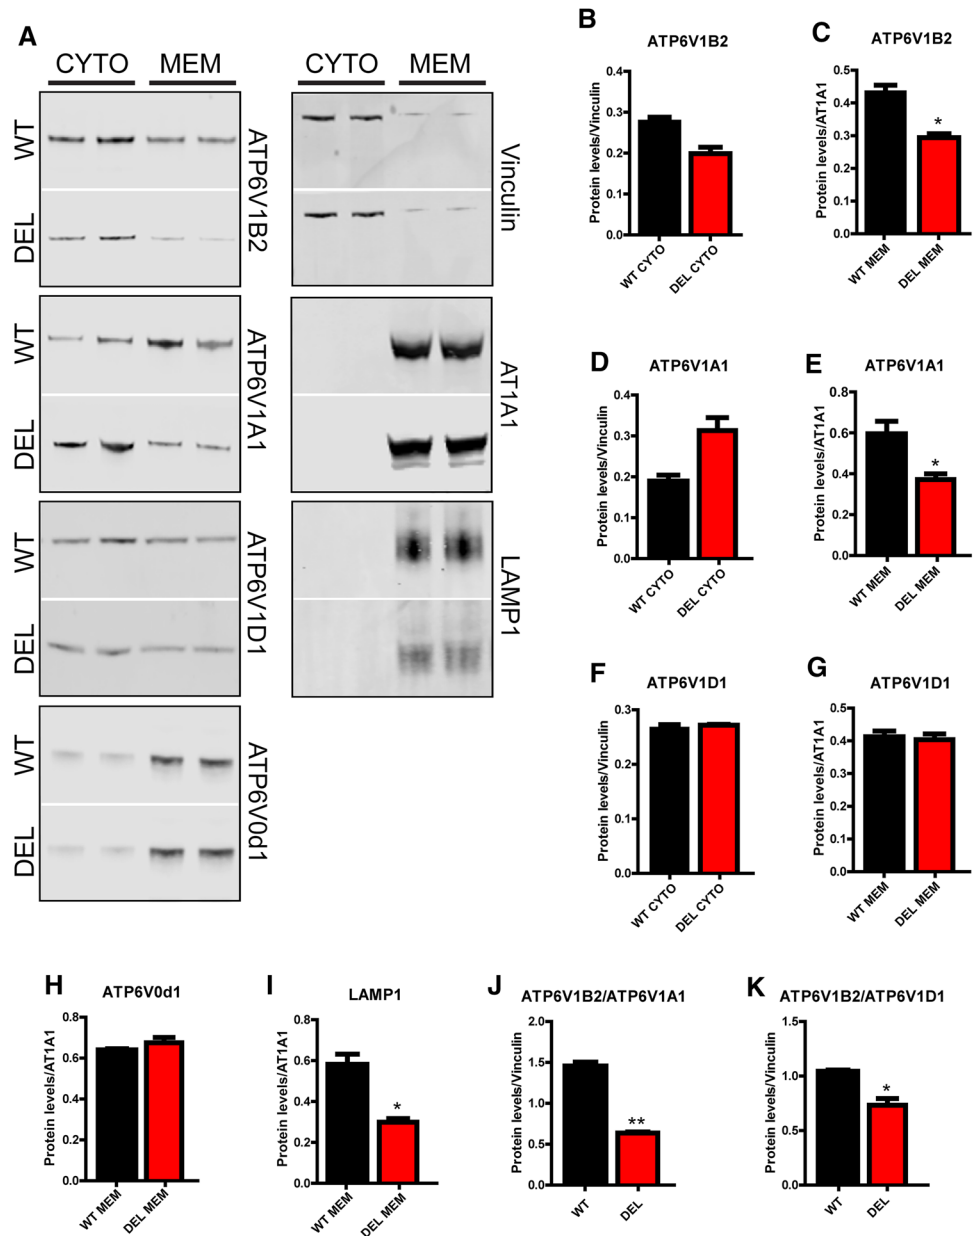 A
CYTO MEM
WT
DEL
ATP6V1B2
WT
DEL
ATP6V1A1
WT
DEL
ATP6V1D1
WT
DEL
ATP6V0d1
CYTO MEM
Vinculin
AT1A1
LAMP1
B
ATP6V1B2
Protein levels/Vinculin
0.4
0.3
0.2
0.1
0.0
WT CYTO
DEL CYTO
C
ATP6V1B2
Protein levels/AT1A1
0.5
0.4
0.3
0.2
0.1
0.0
*
WT MEM
DEL MEM
D
ATP6V1A1
Protein levels/Vinculin
0.4
0.3
0.2
0.1
0.0
WT CYTO
DEL CYTO
E
ATP6V1A1
Protein levels/AT1A1
0.8
0.6
0.4
0.2
0.0
*
WT MEM
DEL MEM
F
ATP6V1D1
Protein levels/Vinculin
0.3
0.2
0.1
0.0
WT CYTO
DEL CYTO
G
ATP6V1D1
Protein levels/AT1A1
0.5
0.4
0.3
0.2
0.1
0.0
WT MEM
DEL MEM
H
ATP6V0d1
Protein levels/AT1A1
0.8
0.6
0.4
0.2
0.0
WT MEM
DEL MEM
I
LAMP1
Protein levels/AT1A1
0.8
0.6
0.4
0.2
0.0
*
WT MEM
DEL MEM
J
ATP6V1B2/ATP6V1A1
Protein levels/Vinculin
2.0
1.5
1.0
0.5
0.0
**
WT
DEL
K
ATP6V1B2/ATP6V1D1
Protein levels/Vinculin
1.5
1.0
0.5
0.0
*
WT
DEL